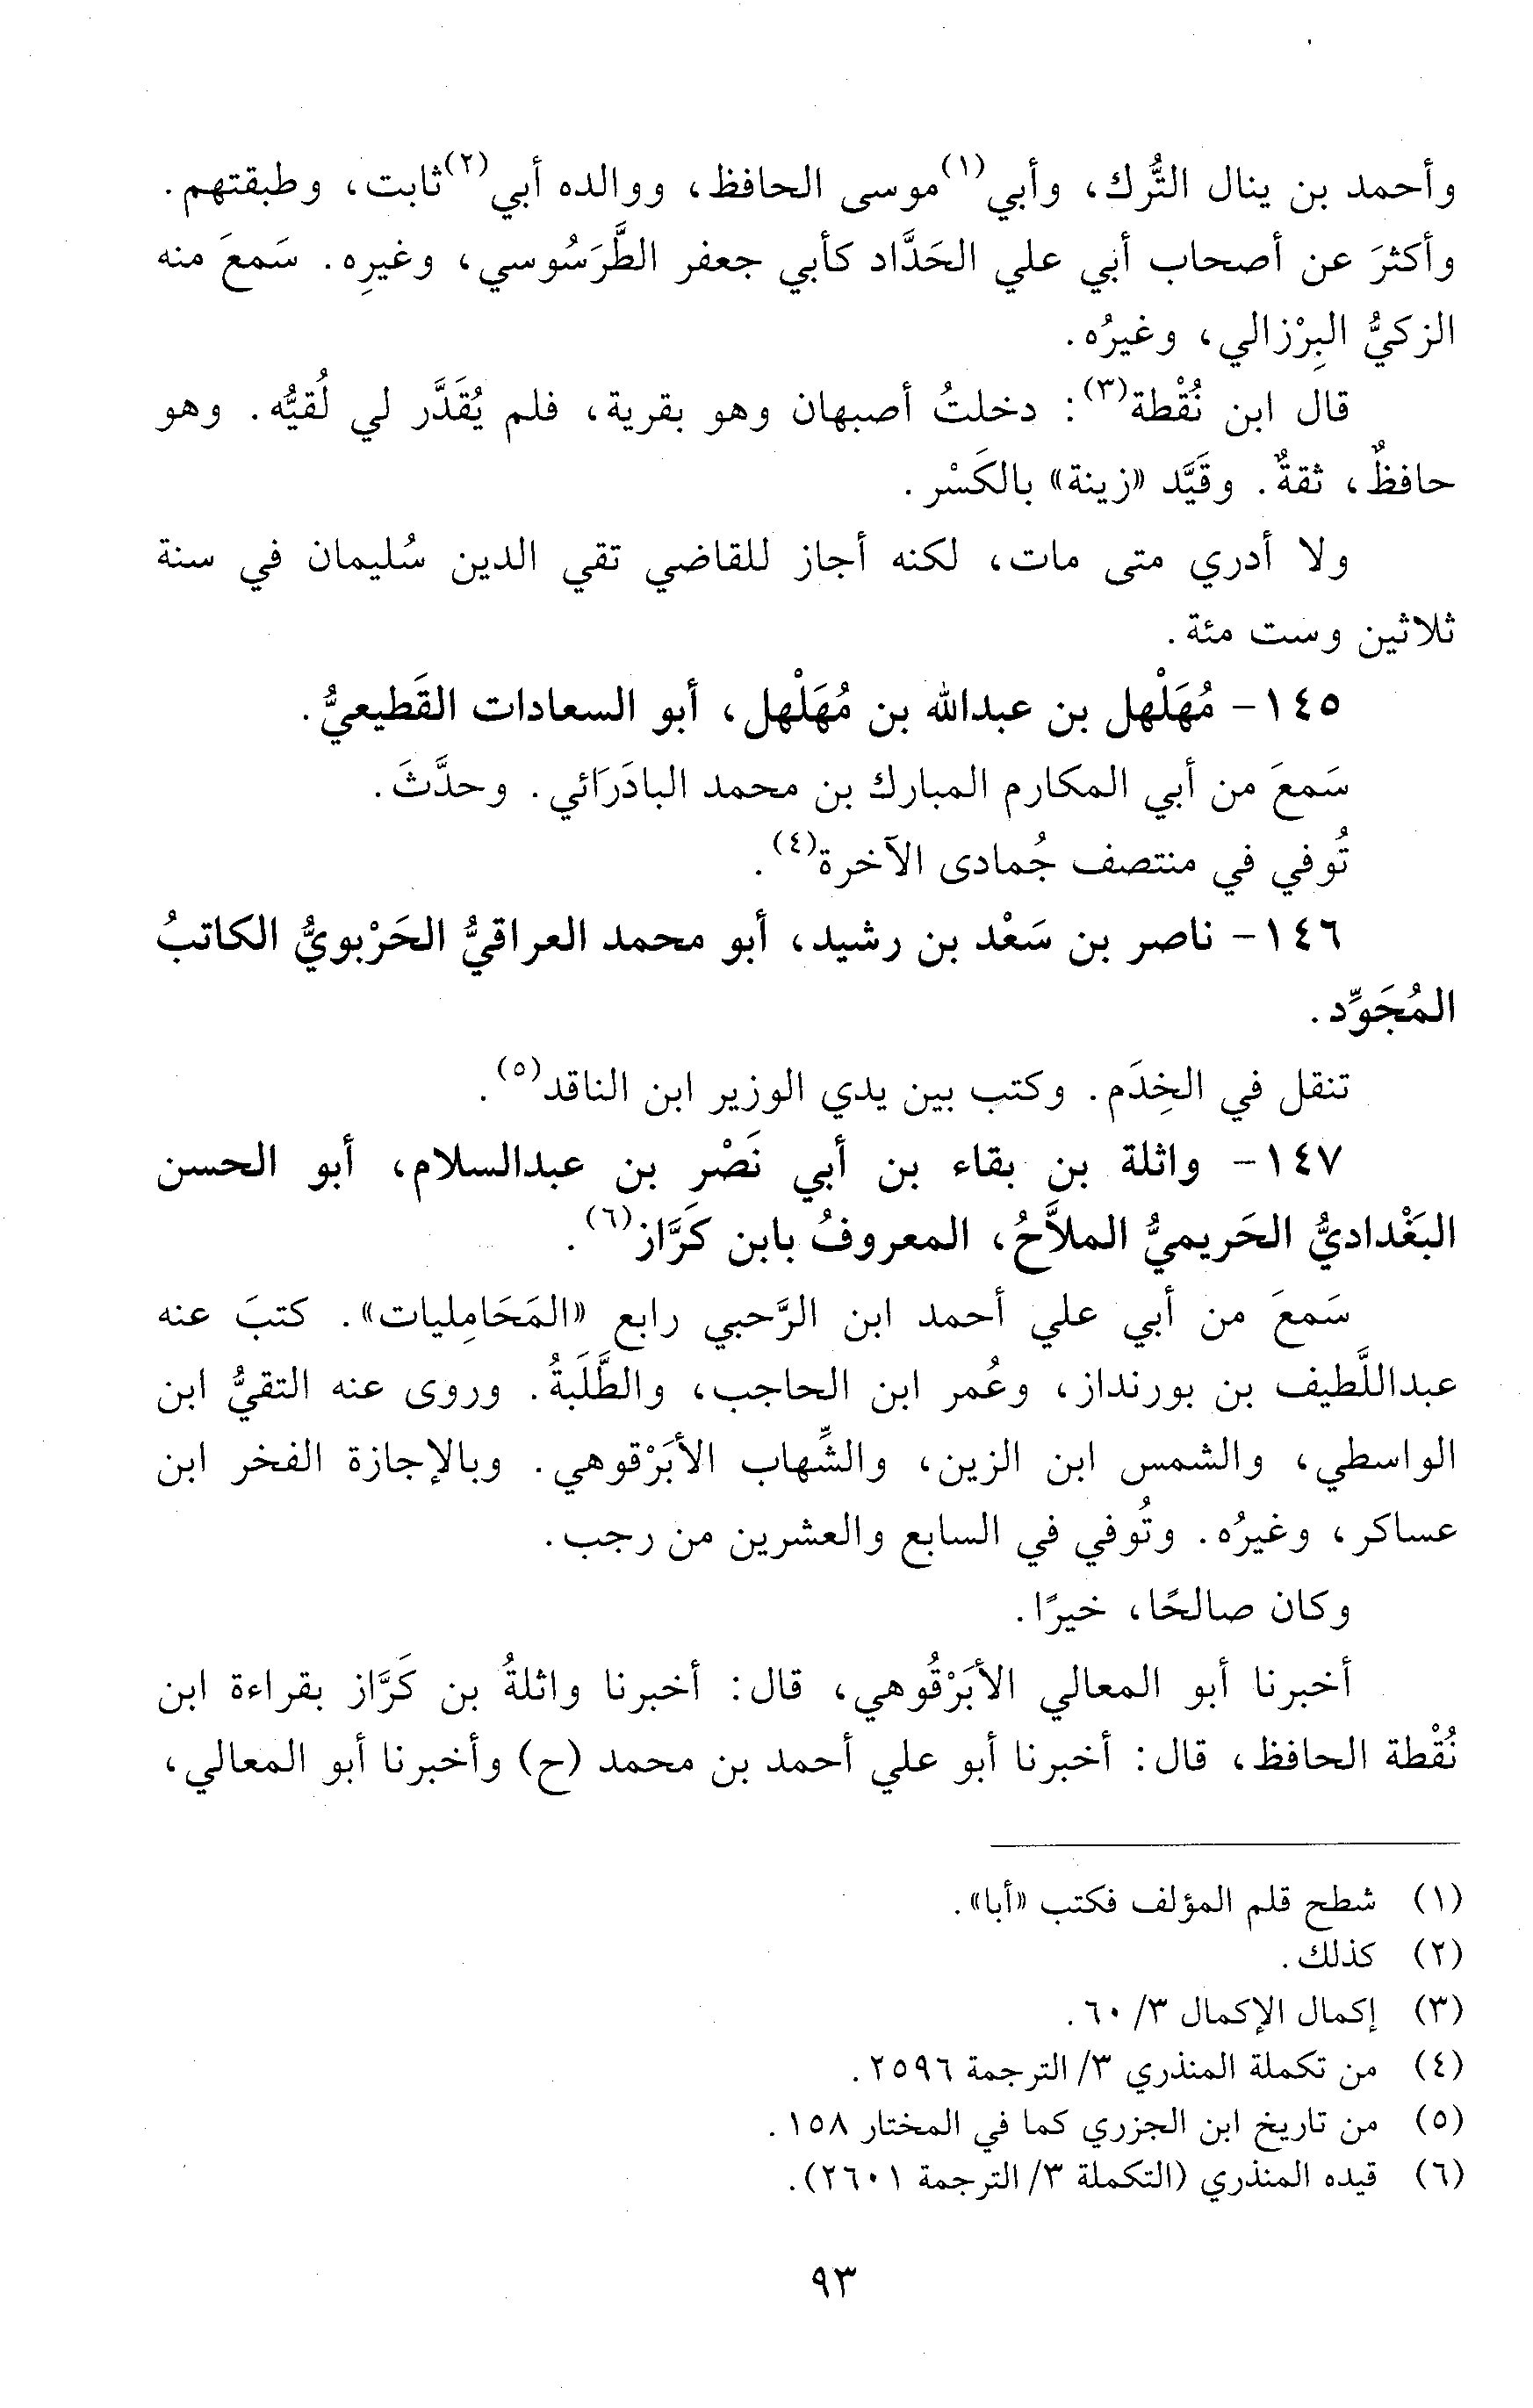 وأحمد بن ينال التُّرك، وأبي(١) موسى الحافظ، ووالده أبي(٢) ثابت، وطبقتهم.
وأكثرَ عن أصحاب أبي علي الحَدَّاد كأبي جعفر الطَّرَسُوسي، وغيرِه. سَمعَ منه
الزكيُّ البِرْزالي، وغيرُه.
قال ابن نُقْطة(٣): دخلتُ أصبهان وهو بقرية، فلم يُقَدَّر لي لُقيُّه. وهو
حافظٌ، ثقةٌ. وقَيَّد «زينة» بالكَسْر.
ولا أدري متى مات، لكنه أجاز للقاضي تقي الدين سُليمان في سنة
ثلاثين وست مئة.
١٤٥- مُهَلْهل بن عبدالله بن مُهَلْهل، أبو السعادات القَطيعيُّ.
سَمعَ من أبي المكارم المبارك بن محمد البادَرَائي. وحدَّثَ.
تُوفي في منتصف جُمادى الآخرة(٤).
١٤٦- ناصر بن سَعْد بن رشيد، أبو محمد العراقيُّ الحَرْبويُّ الكاتبُ
المُجَوِّد.
تنقل في الخِدَم. وكتب بين يدي الوزير ابن الناقد(٥).
١٤٧- واثلة بن بقاء بن أبي نَصْر بن عبدالسلام، أبو الحسن
البَغْداديُّ الحَريميُّ الملاَّحُ، المعروفُ بابن كَرَّاز(٦).
سَمعَ من أبي علي أحمد ابن الرَّحبي رابع «المَحَامِليات». كتبَ عنه
عبداللَّطيف بن بورنداز، وعُمر ابن الحاجب، والطَّلَبةُ. وروى عنه التقيُّ ابن
الواسطي، والشمس ابن الزين، والشِّهاب الأبَرْقوهي. وبالإجازة الفخر ابن
عساكر، وغيرُه. وتُوفي في السابع والعشرين من رجب.
وكان صالحًا، خيرًا.
أخبرنا أبو المعالي الأبَرْقُوهي، قال: أخبرنا واثلةُ بن كَرَّاز بقراءة ابن
نُقْطة الحافظ، قال: أخبرنا أبو علي أحمد بن محمد (ح) وأخبرنا أبو المعالي،
(١) شطح قلم المؤلف فكتب «أبا».
(٢) كذلك.
(٣) إكمال الإكمال ٣/ ٦٠.
(٤) من تكملة المنذري ٣/ الترجمة ٢٥٩٦.
(٥) من تاريخ ابن الجزري كما في المختار ١٥٨.
(٦) قيده المنذري (التكملة ٣/ الترجمة ٢٦٠١).
٩٣